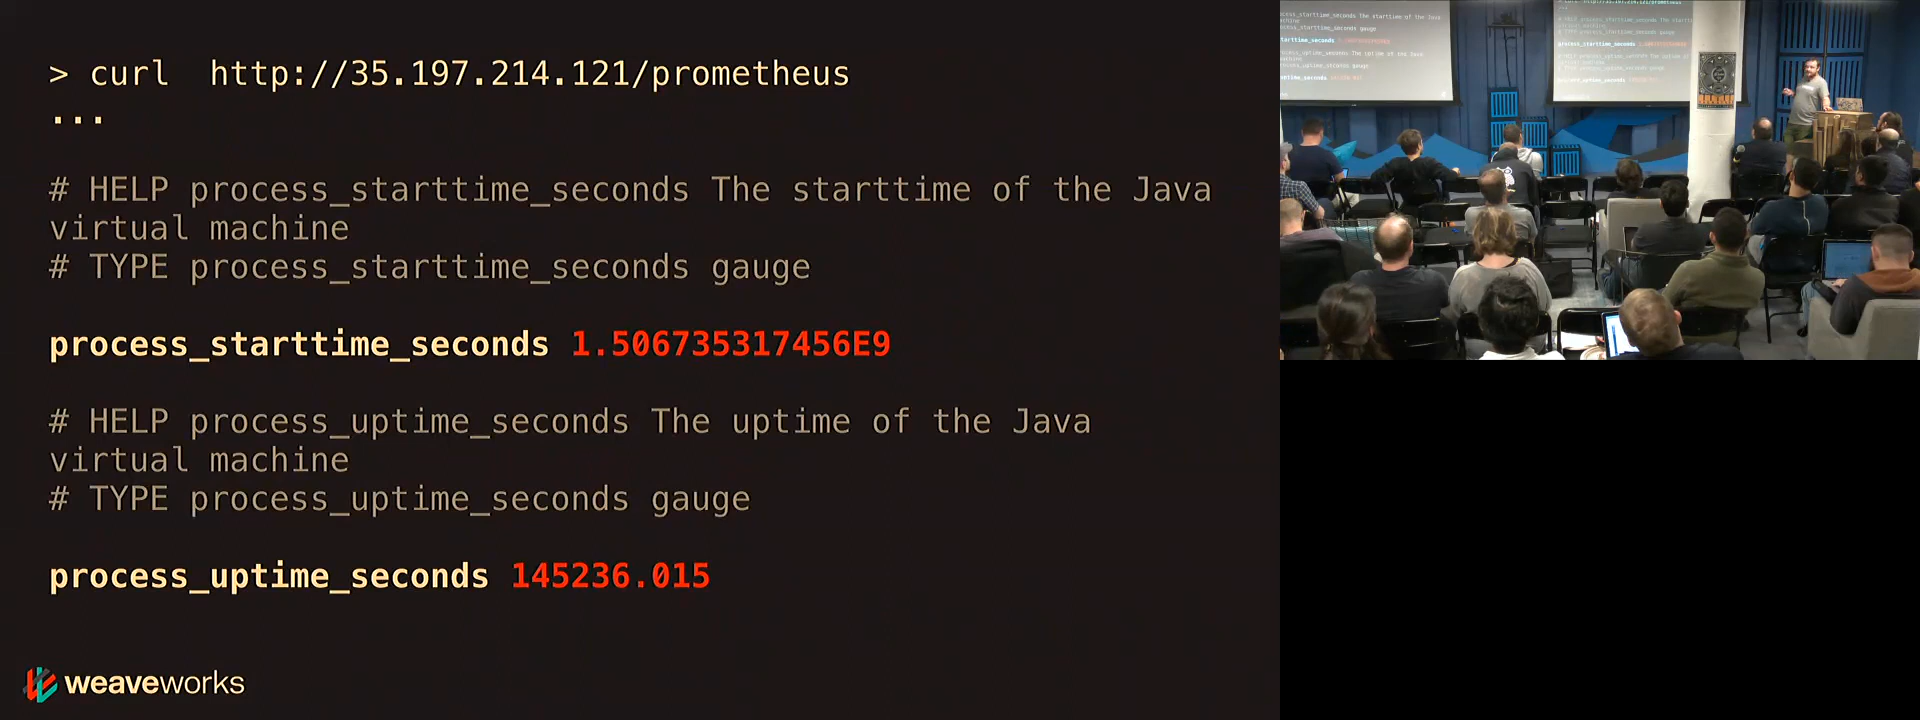 > curl  http://35.197.214.121/prometheus
...
# HELP process_starttime_seconds The starttime of the Java
virtual machine
# TYPE process_starttime_seconds gauge
process_starttime_seconds 1.506735317456E9
# HELP process_uptime_seconds The uptime of the Java
virtual machine
# TYPE process_uptime_seconds gauge
process_uptime_seconds 145236.015
weaveworks